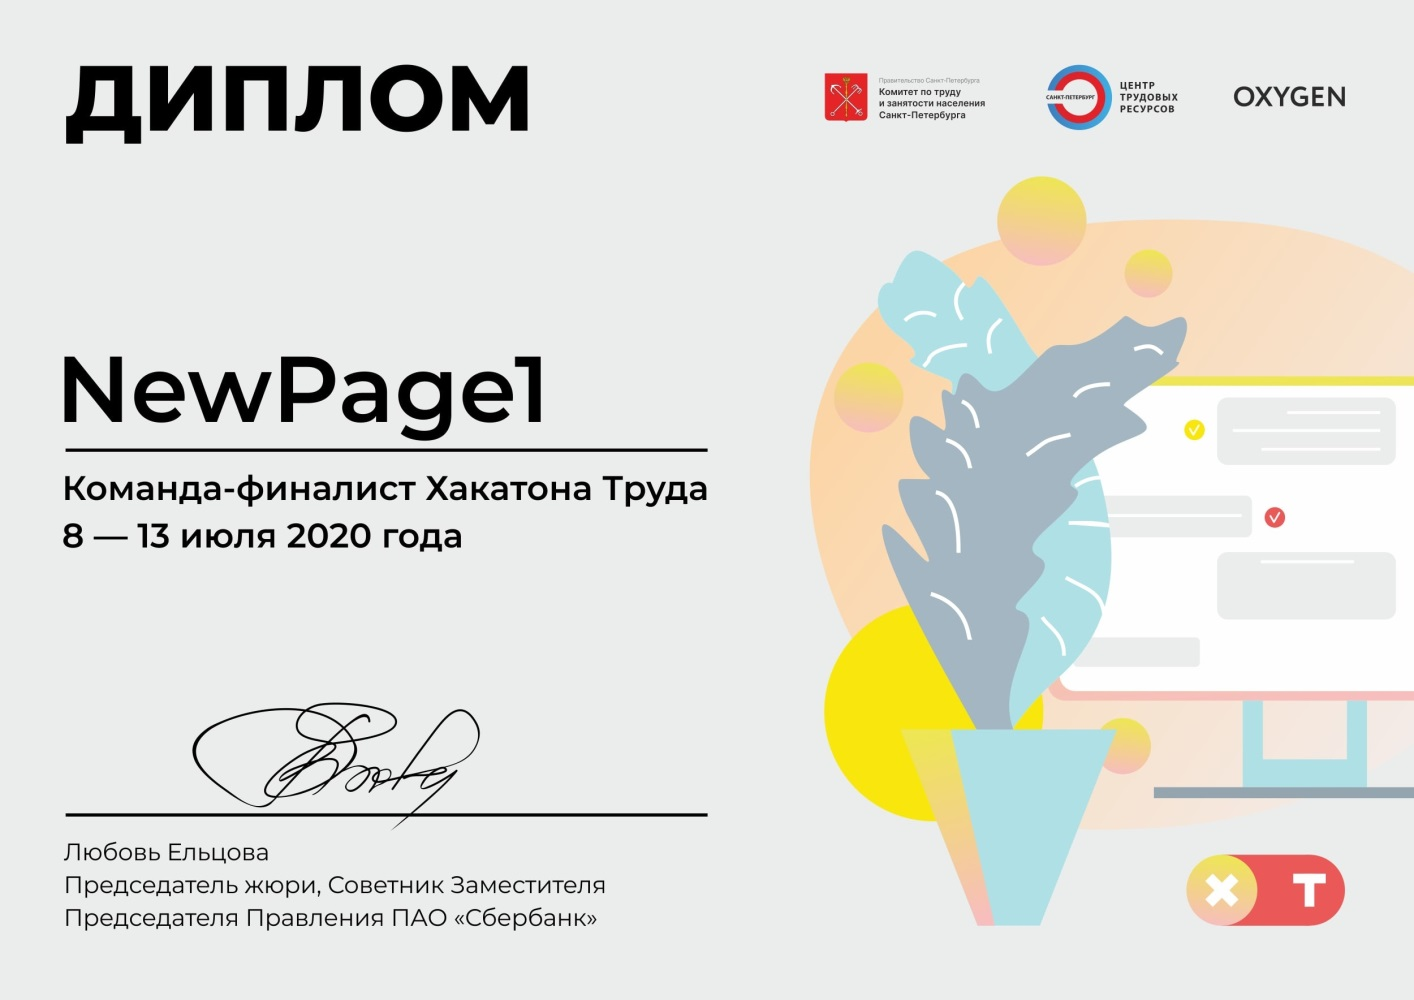 ДИПЛОМ
Правительство Санкт-Петербурга
Комитет по труду
и занятости населения
Санкт-Петербурга
САНКТ-ПЕТЕРБУРГ
ЦЕНТР
ТРУДОВЫХ
РЕСУРСОВ
OXYGEN
NewPage1
Команда-финалист Хакатона Труда
8 — 13 июля 2020 года
Любовь Ельцова
Председатель жюри, Советник Заместителя
Председателя Правления ПАО «Сбербанк»
Х Т